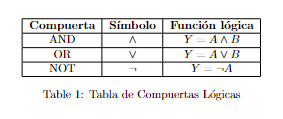 Compuerta Símbolo Función lógica
AND ∧ Y = A ∧ B
OR ∨ Y = A ∨ B
NOT ¬ Y = ¬A
Table 1: Tabla de Compuertas Lógicas